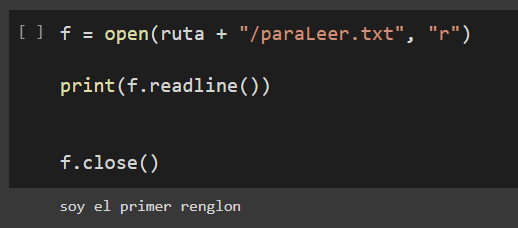 [ ] f = open(ruta + "/paraLeer.txt", "r")
print(f.readline())
f.close()
soy el primer renglon